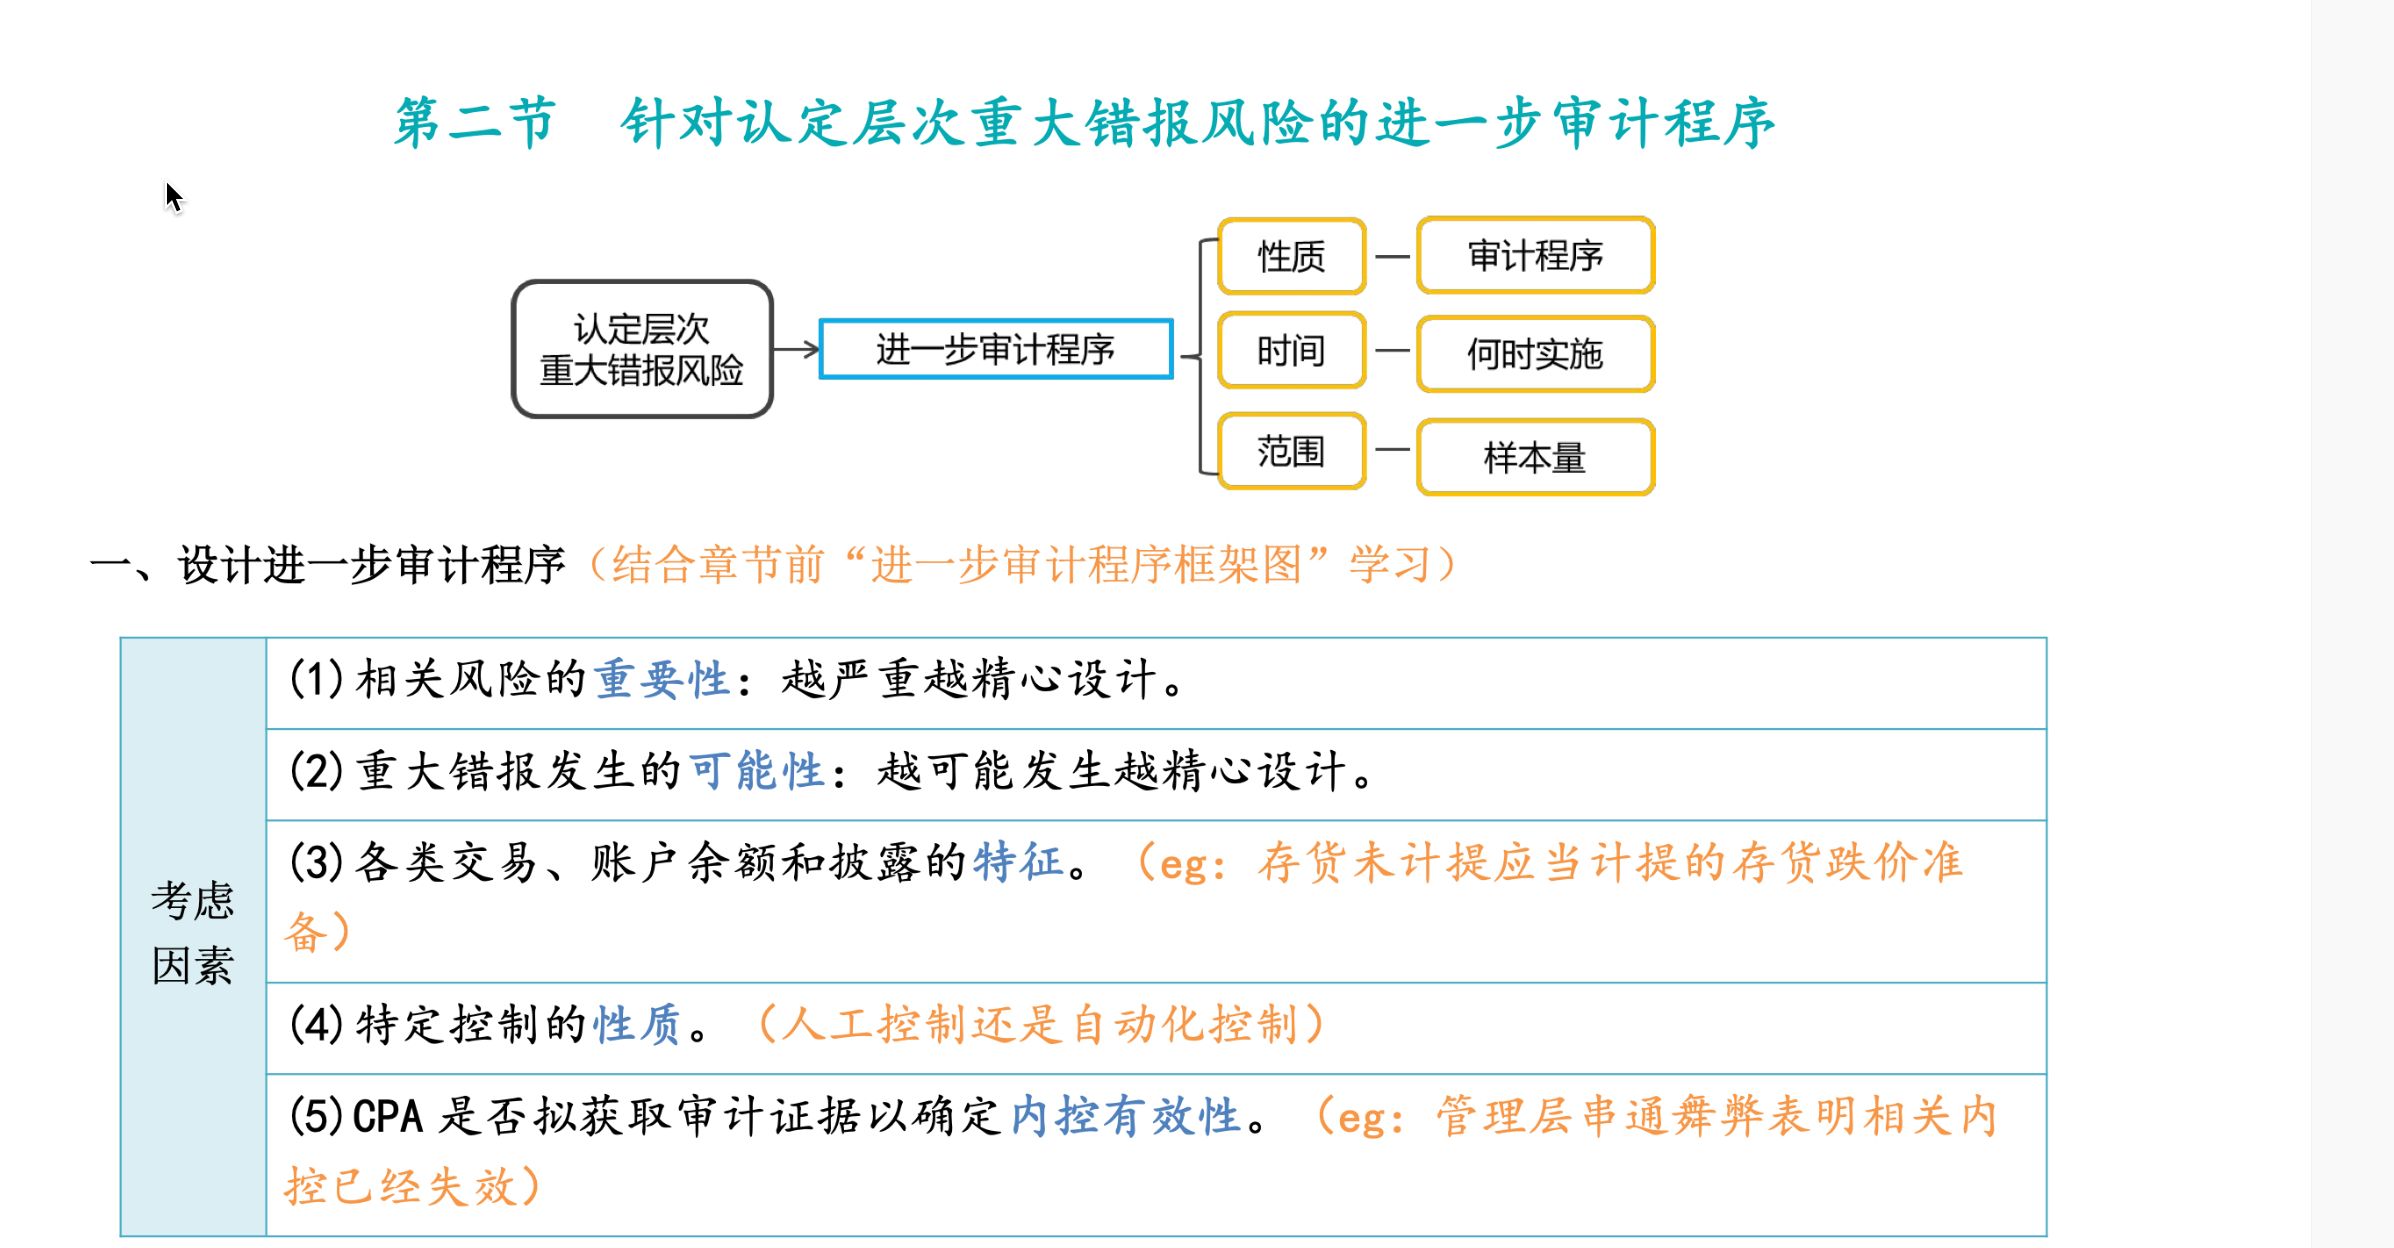 第二节 针对认定层次重大错报风险的进一步审计程序
认定层次
重大错报风险
进一步审计程序
性质
审计程序
时间
何时实施
范围
样本量
一、设计进一步审计程序（结合章节前“进一步审计程序框架图”学习）
考虑
因素
(1)相关风险的重要性：越严重越精心设计。
(2)重大错报发生的可能性：越可能发生越精心设计。
(3)各类交易、账户余额和披露的特征。（eg：存货未计提应当计提的存货跌价准
备）
(4)特定控制的性质。（人工控制还是自动化控制）
(5)CPA 是否拟获取审计证据以确定内控有效性。（eg：管理层串通舞弊表明相关内
控已经失效）